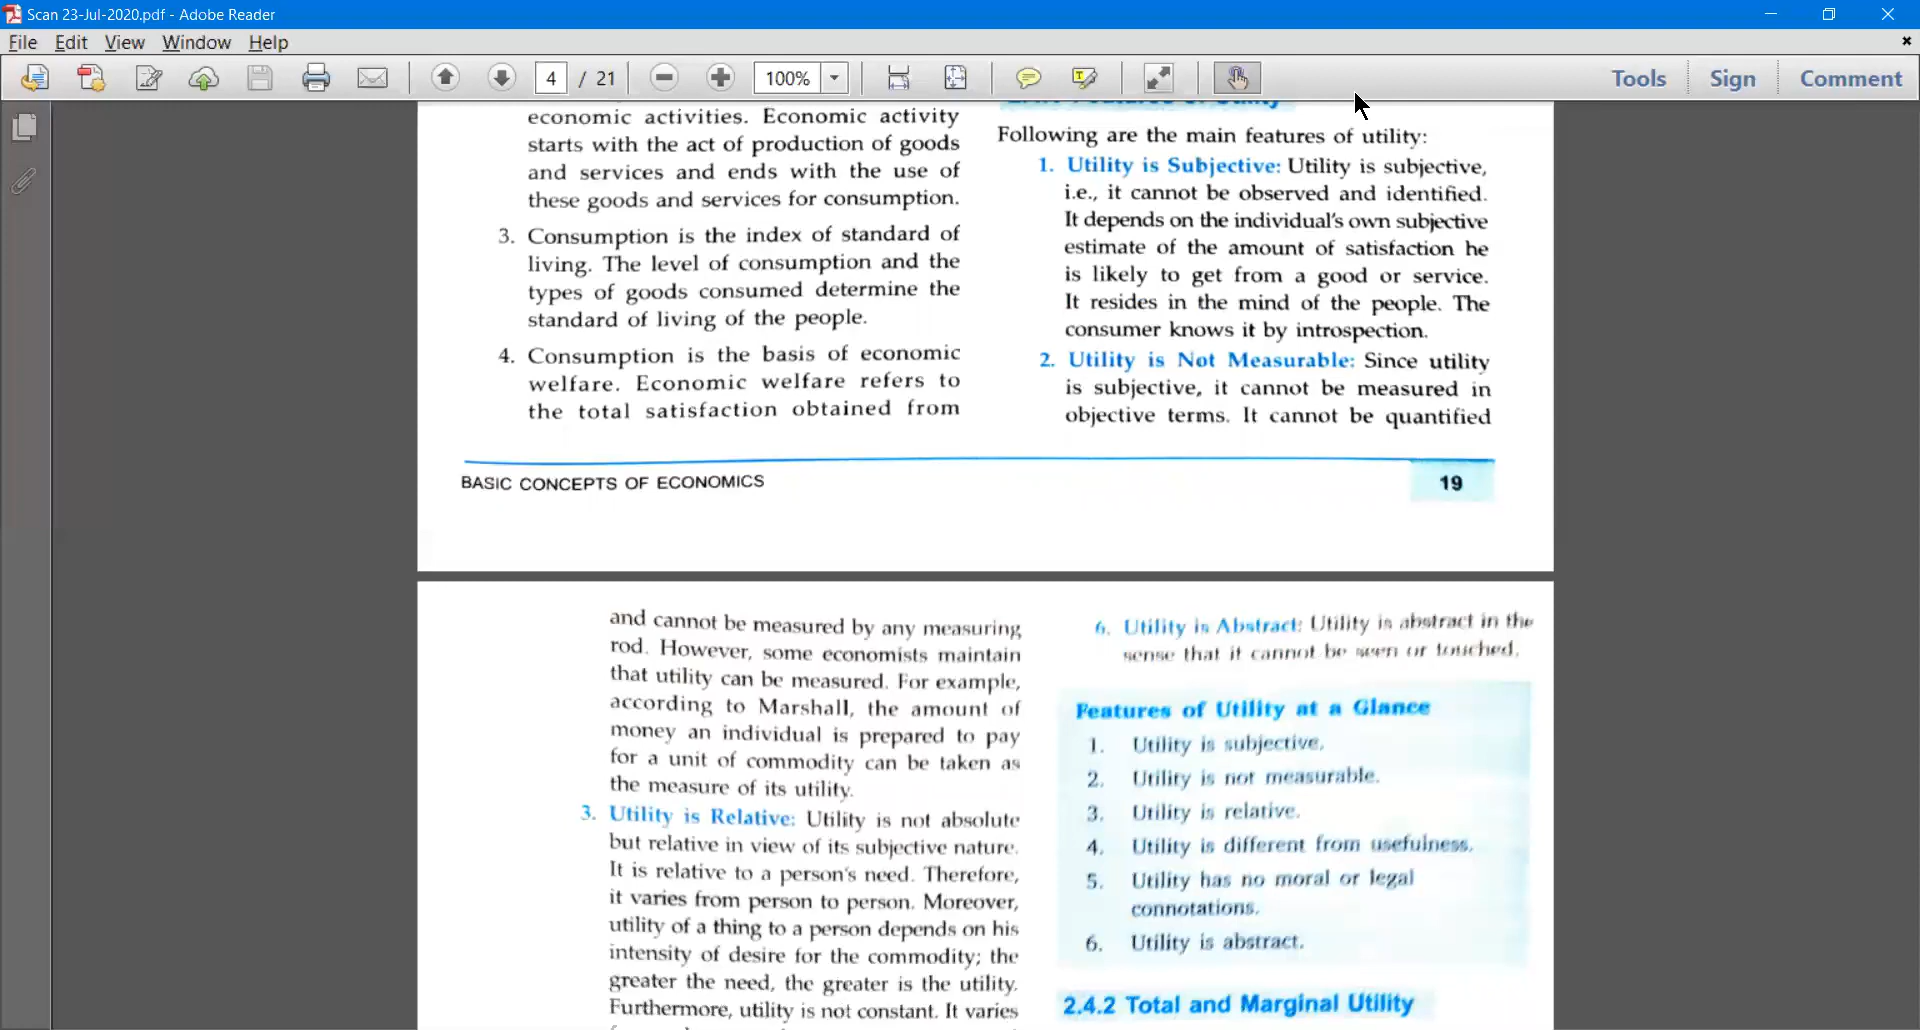 Scan 23-Jul-2020.pdf - Adobe Reader
File Edit View Window Help
4 / 21 100% Tools Sign Comment
economic activities. Economic activity
starts with the act of production of goods
and services and ends with the use of
these goods and services for consumption.
3. Consumption is the index of standard of
living. The level of consumption and the
types of goods consumed determine the
standard of living of the people.
4. Consumption is the basis of economic
welfare. Economic welfare refers to
the total satisfaction obtained from
Following are the main features of utility:
1. Utility is Subjective: Utility is subjective,
i.e., it cannot be observed and identified.
It depends on the individual's own subjective
estimate of the amount of satisfaction he
is likely to get from a good or service.
It resides in the mind of the people. The
consumer knows it by introspection.
2. Utility is Not Measurable: Since utility
is subjective, it cannot be measured in
objective terms. It cannot be quantified
BASIC CONCEPTS OF ECONOMICS
19
and cannot be measured by any measuring
rod. However, some economists maintain
that utility can be measured. For example,
according to Marshall, the amount of
money an individual is prepared to pay
for a unit of commodity can be taken as
the measure of its utility.
3. Utility is Relative: Utility is not absolute
but relative in view of its subjective nature.
It is relative to a person's need. Therefore,
it varies from person to person. Moreover,
utility of a thing to a person depends on his
intensity of desire for the commodity; the
greater the need, the greater is the utility.
Furthermore, utility is not constant. It varies
6. Utility is Abstract: Utility is abstract in the
sense that it cannot be seen or touched.
Features of Utility at a Glance
1. Utility is subjective.
2. Utility is not measurable.
3. Utility is relative.
4. Utility is different from usefulness.
5. Utility has no moral or legal
connotations.
6. Utility is abstract.
2.4.2 Total and Marginal Utility